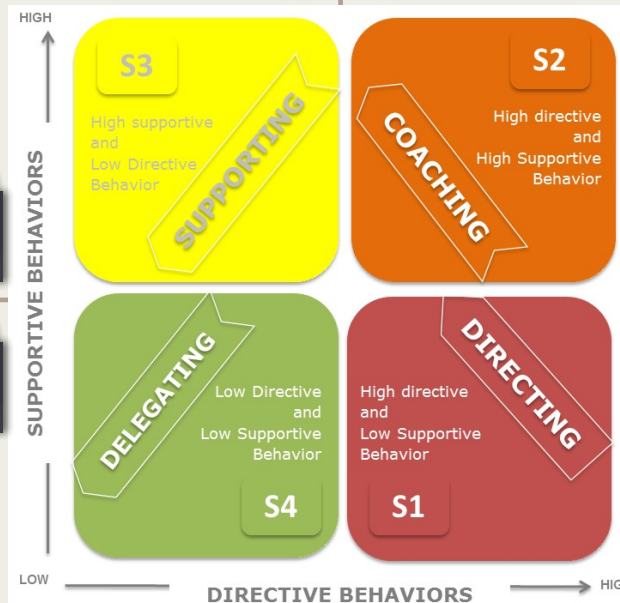 HIGH
S3
High supportive
and
Low Directive
Behavior
SUPPORTING
S2
High directive
and
High Supportive
Behavior
COACHING
SUPPORTIVE BEHAVIORS
DELEGATING
Low Directive
and
Low Supportive
Behavior
S4
DIRECTING
High directive
and
Low Supportive
Behavior
S1
LOW
DIRECTIVE BEHAVIORS
HIG